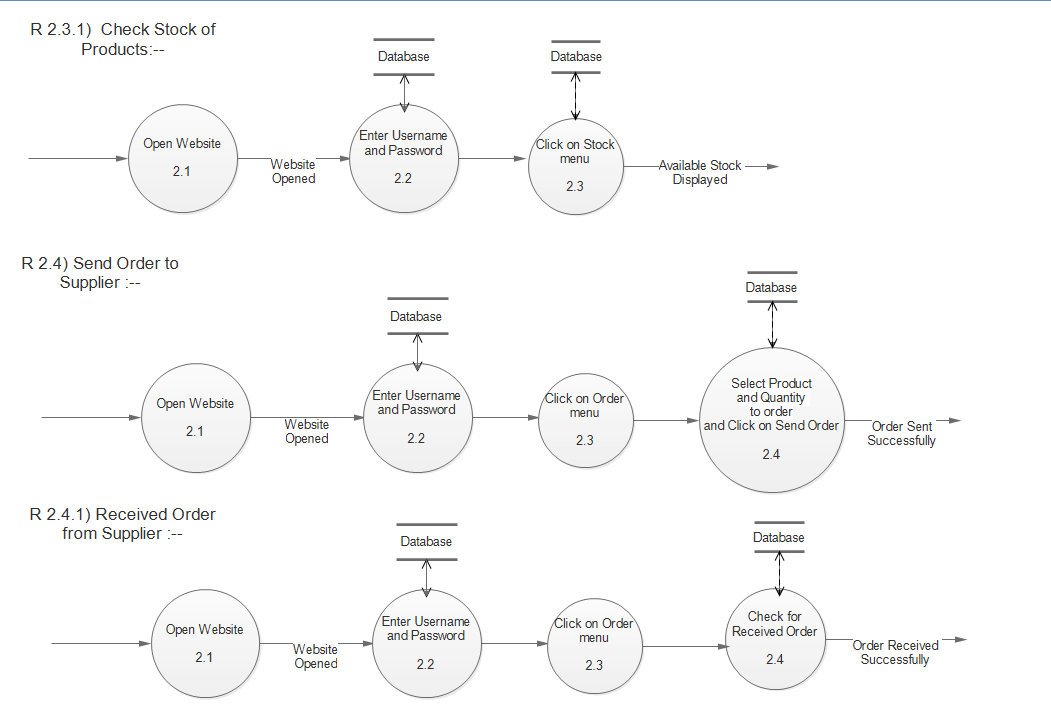 R 2.3.1)  Check Stock of
Products:--
Database
Database
Open Website
2.1
Website
Opened
Enter Username
and Password
2.2
Click on Stock
menu
2.3
Available Stock
Displayed
R 2.4) Send Order to
Supplier :--
Database
Database
Open Website
2.1
Website
Opened
Enter Username
and Password
2.2
Click on Order
menu
2.3
Select Product
and Quantity
to order
and Click on Send Order
2.4
Order Sent
Successfully
R 2.4.1) Received Order
from Supplier :--
Database
Database
Open Website
2.1
Website
Opened
Enter Username
and Password
2.2
Click on Order
menu
2.3
Check for
Received Order
2.4
Order Received
Successfully